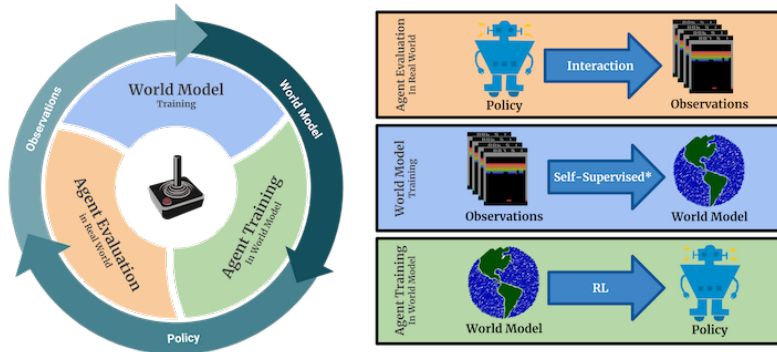 Observations
World Model
Policy
World Model
Training
Agent Evaluation
in Real World
Agent Training
In World Model
Agent Evaluation
In Real World
Policy
Interaction
Observations
World Model
Training
Observations
Self-Supervised*
World Model
Agent Training
In World Model
World Model
RL
Policy